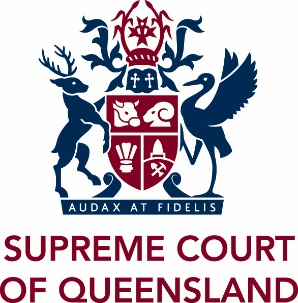 AUDAX AT FIDELIS
SUPREME COURT
OF QUEENSLAND